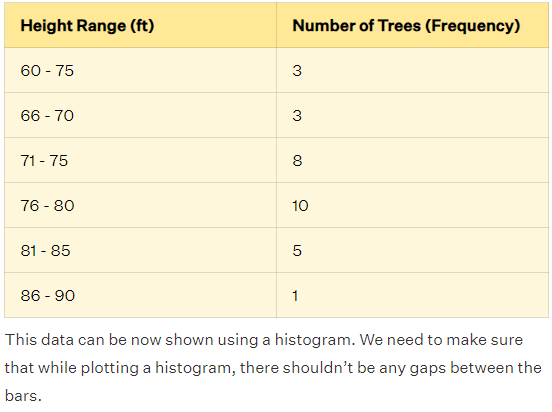 Height Range (ft) Number of Trees (Frequency)
60 - 75 3
66 - 70 3
71 - 75 8
76 - 80 10
81 - 85 5
86 - 90 1
This data can be now shown using a histogram. We need to make sure
that while plotting a histogram, there shouldn’t be any gaps between the
bars.